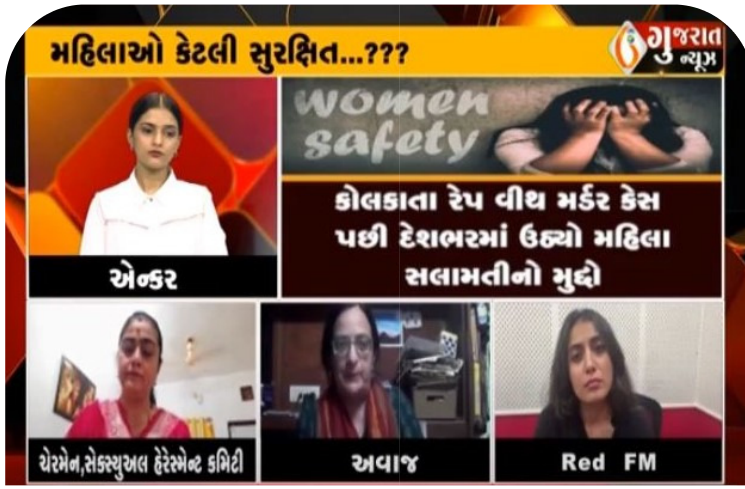 મહિલાઓ કેટલી સુરક્ષિત...???
ગુજરાત
ન્યૂઝ
women
safety
કોલકાતા રેપ વીથ મર્ડર કેસ
પછી દેશભરમાં ઉઠ્યો મહિલા
સલામતીનો મુદ્દો
એન્કર
ચેરમેન,સેક્સ્યુઅલ હેરેસ્મેન્ટ કમિટી
અવાજ
Red FM